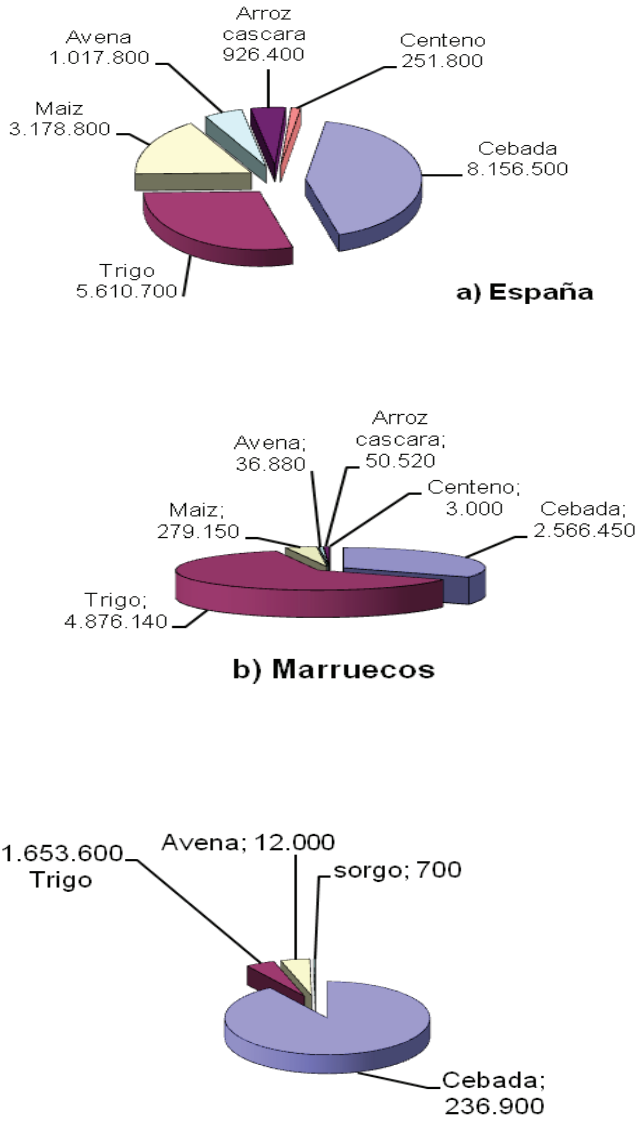 Arroz
cascara
926.400
Avena
1.017.800
Centeno
251.800
Maiz
3.178.800
Cebada
8.156.500
Trigo
5.610.700
a) España
Arroz
cascara;
50.520
Avena;
36.880
Centeno;
3.000
Maiz;
279.150
Cebada;
2.566.450
Trigo;
4.876.140
b) Marruecos
Avena; 12.000
1.653.600
Trigo
sorgo; 700
Cebada;
236.900